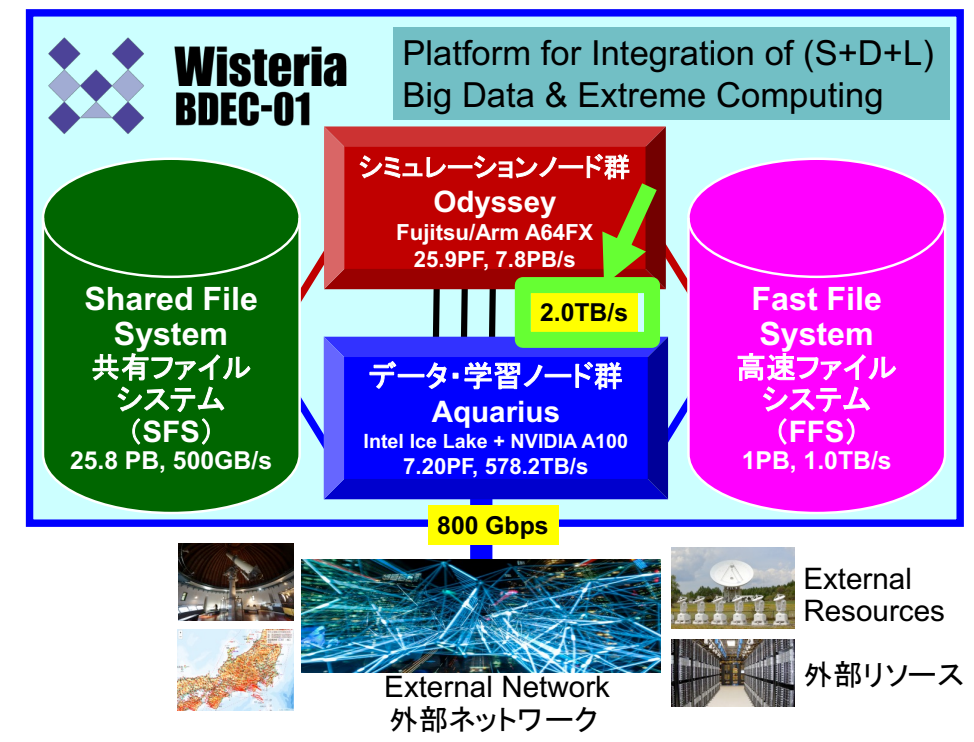 Wisteria
BDEC-01
Platform for Integration of (S+D+L)
Big Data & Extreme Computing
シミュレーションノード群
Odyssey
Fujitsu/Arm A64FX
25.9PF, 7.8PB/s
2.0TB/s
Shared File
System
共有ファイル
システム
（SFS）
25.8 PB, 500GB/s
データ・学習ノード群
Aquarius
Intel Ice Lake + NVIDIA A100
7.20PF, 578.2TB/s
Fast File
System
高速ファイル
システム
（FFS）
1PB, 1.0TB/s
800 Gbps
External
Resources
外部リソース
External Network
外部ネットワーク